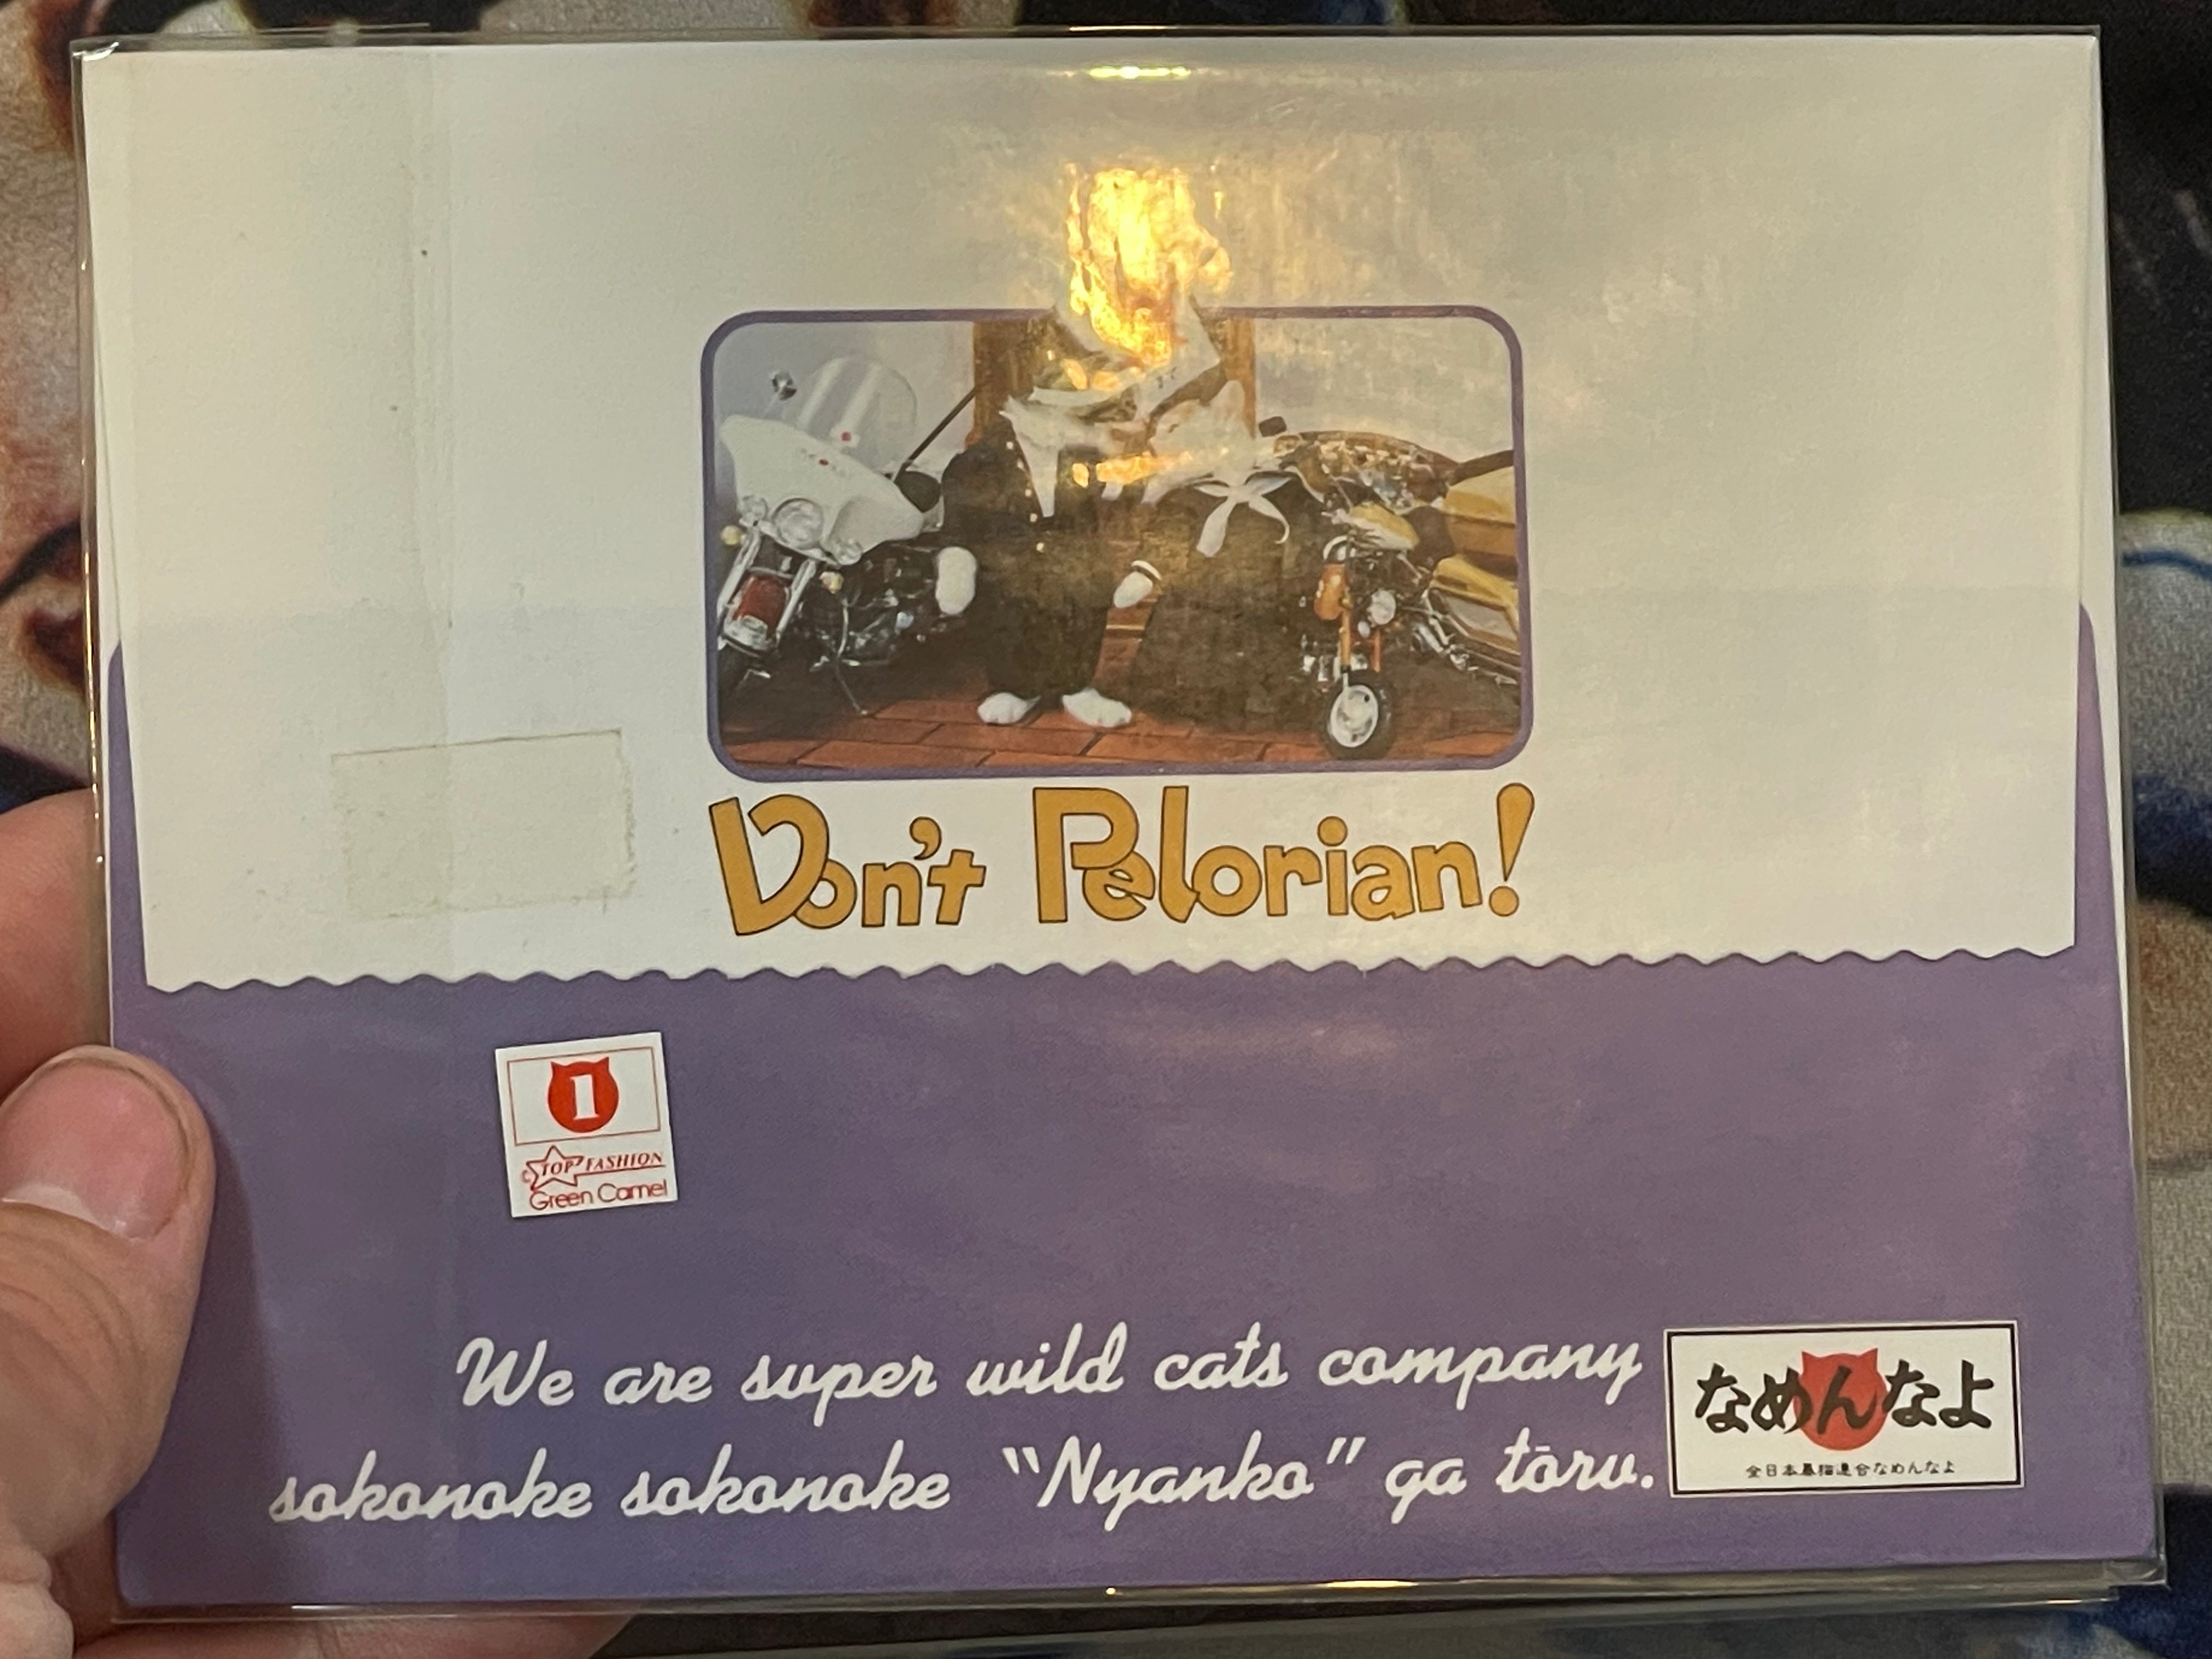 Don't Pelorian!
1
TOP FASHION
Green Camel
We are super wild cats company
sokonoke sokonoke "Nyanko" ga tōru.
なめんなよ
全日本暴猫連合なめんなよ